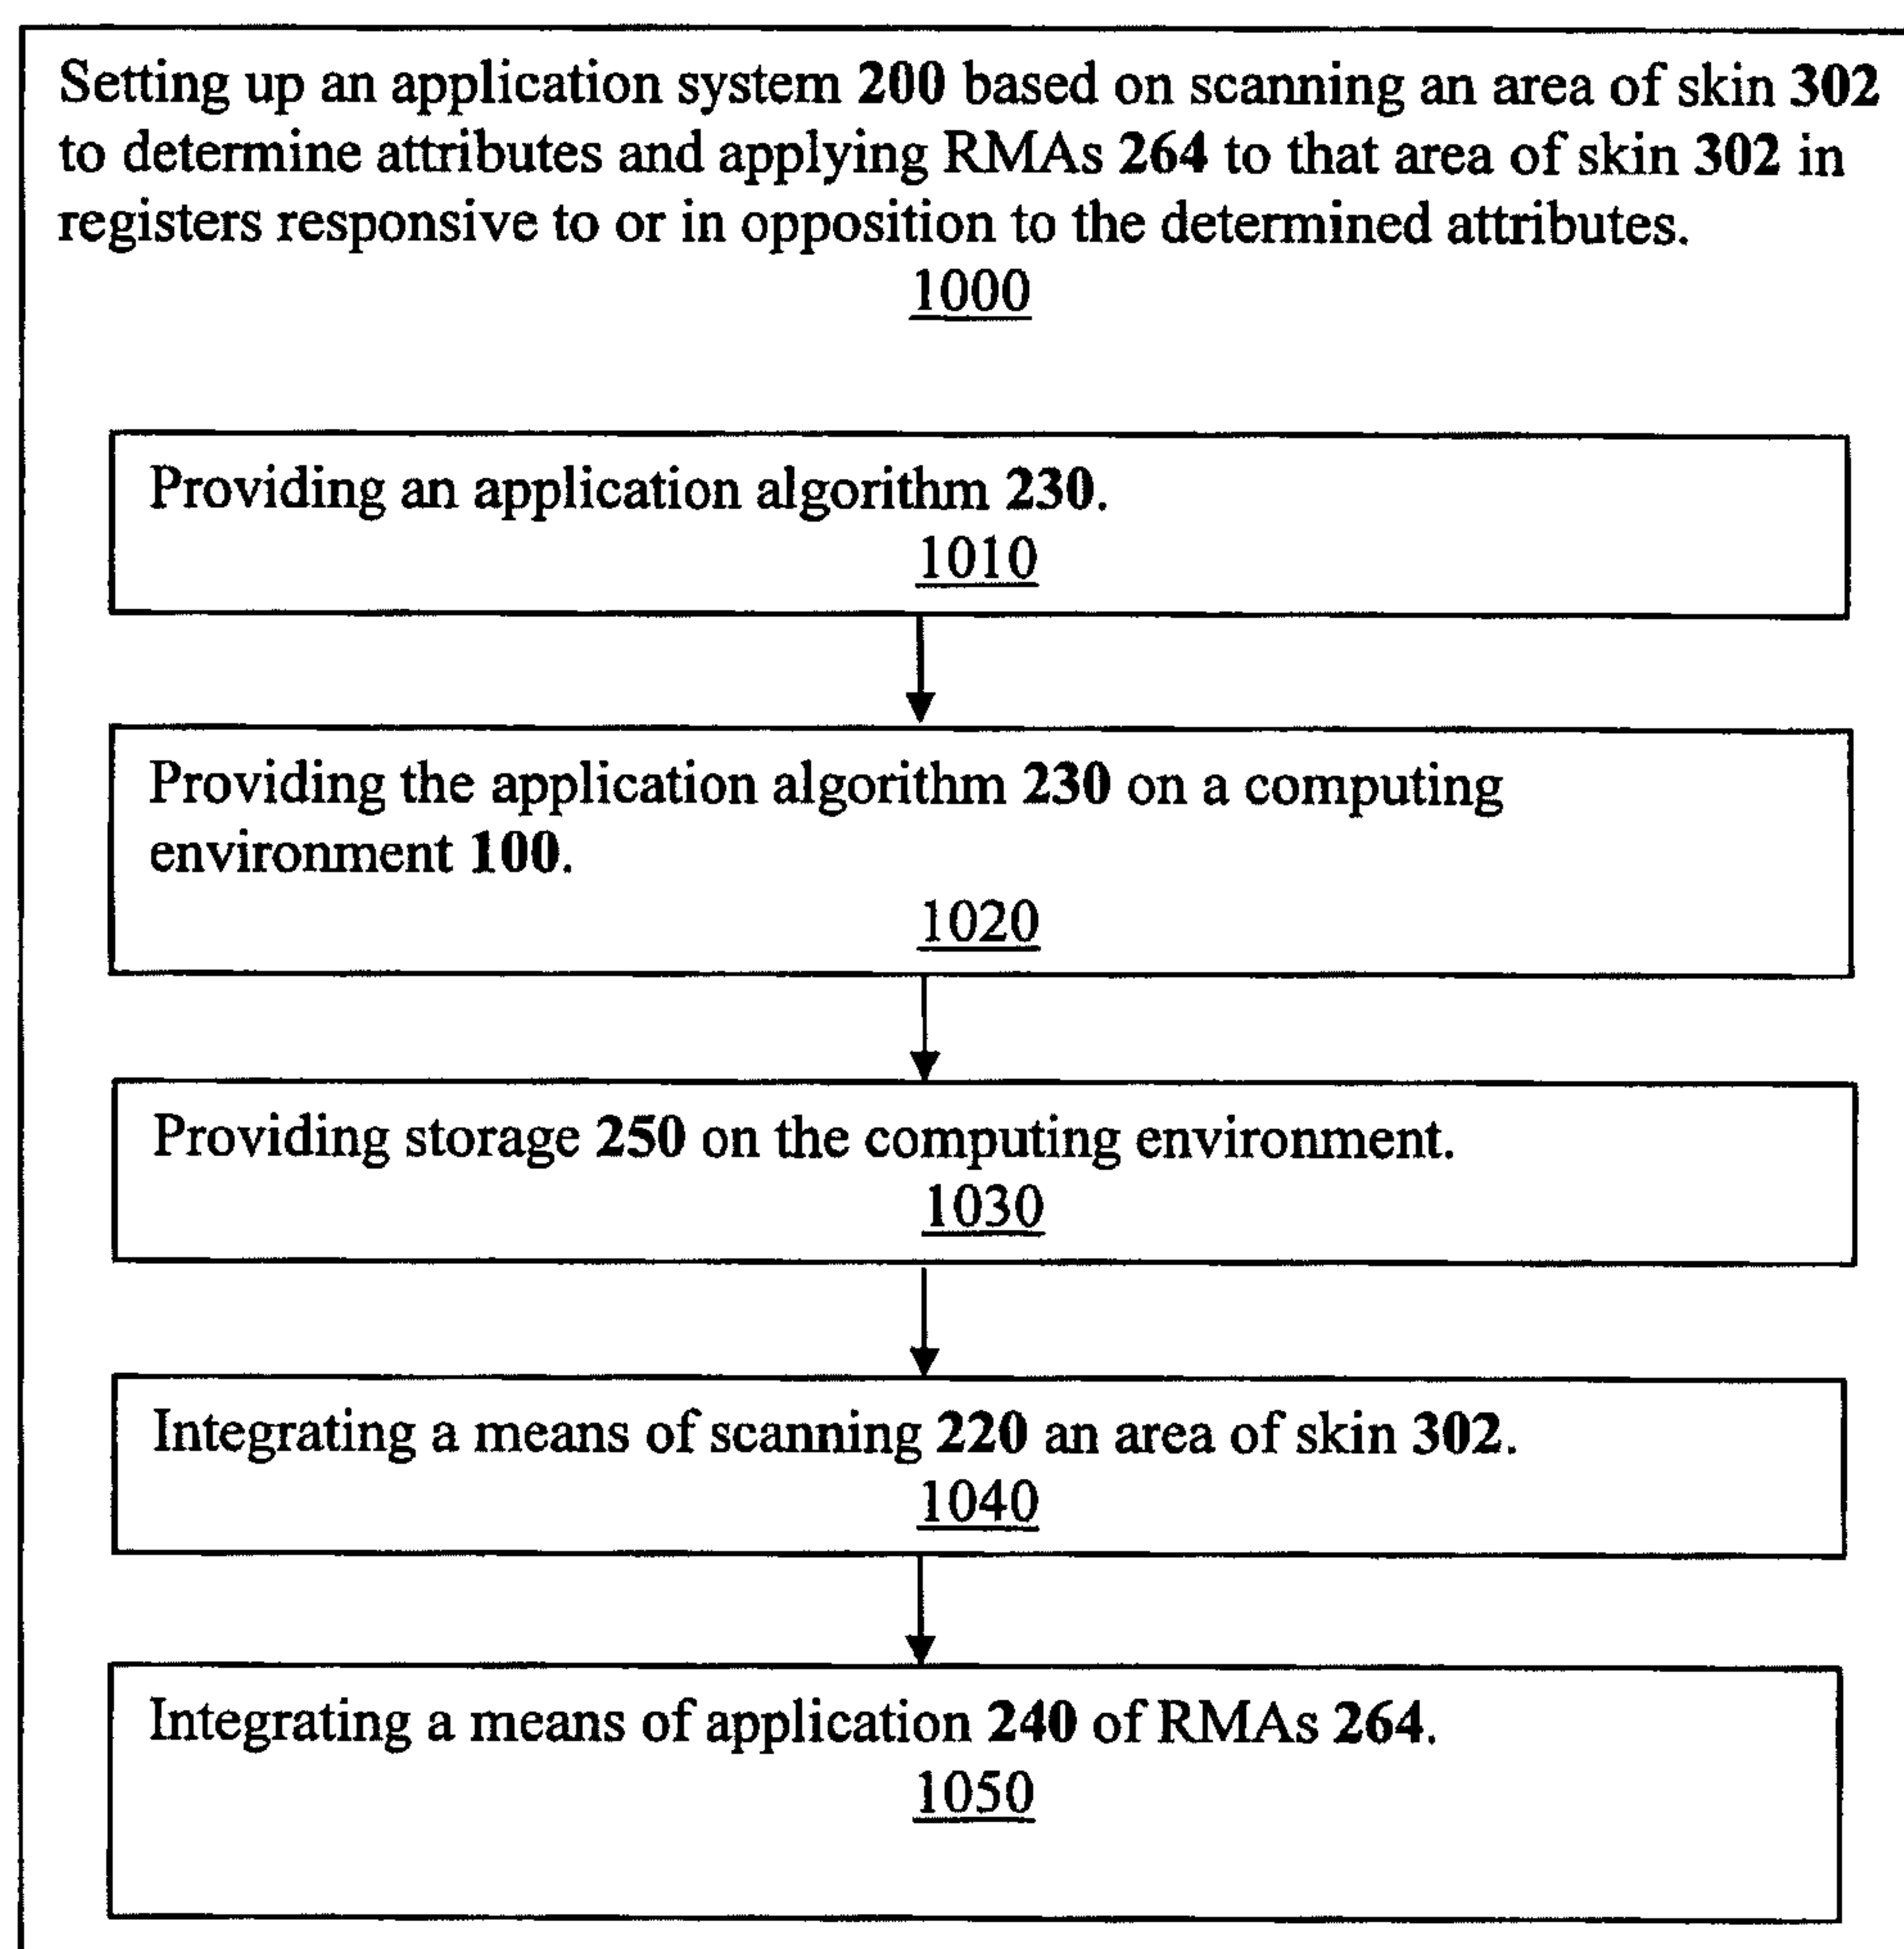 Setting up an application system 200 based on scanning an area of skin 302
to determine attributes and applying RMAs 264 to that area of skin 302 in
registers responsive to or in opposition to the determined attributes.
1000
Providing an application algorithm 230.
1010
Providing the application algorithm 230 on a computing
environment 100.
1020
Providing storage 250 on the computing environment.
1030
Integrating a means of scanning 220 an area of skin 302.
1040
Integrating a means of application 240 of RMAs 264.
1050